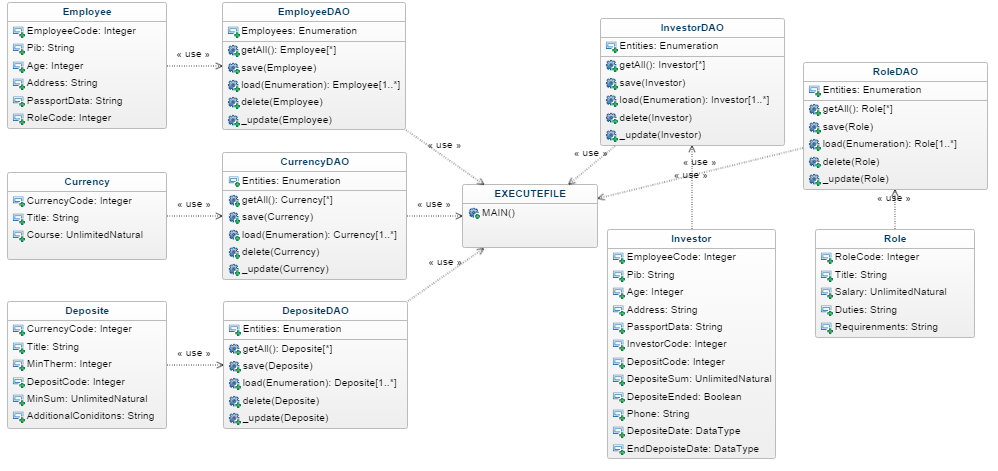 Employee
EmployeeCode: Integer
Pib: String
Age: Integer
Address: String
PassportData: String
RoleCode: Integer
« use »
EmployeeDAO
Employees: Enumeration
getAll(): Employee[*]
save(Employee)
load(Enumeration): Employee[1..*]
delete(Employee)
_update(Employee)
« use »
InvestorDAO
Entities: Enumeration
getAll(): Investor[*]
save(Investor)
load(Enumeration): Investor[1..*]
delete(Investor)
_update(Investor)
« use »
« use »
« use »
RoleDAO
Entities: Enumeration
getAll(): Role[*]
save(Role)
load(Enumeration): Role[1..*]
delete(Role)
_update(Role)
« use »
Currency
CurrencyCode: Integer
Title: String
Course: UnlimitedNatural
« use »
CurrencyDAO
Entities: Enumeration
getAll(): Currency[*]
save(Currency)
load(Enumeration): Currency[1..*]
delete(Currency)
_update(Currency)
« use »
EXECUTEFILE
MAIN()
« use »
Deposite
CurrencyCode: Integer
Title: String
MinTherm: Integer
DepositCode: Integer
MinSum: UnlimitedNatural
AdditionalConiditons: String
« use »
DepositeDAO
Entities: Enumeration
getAll(): Deposite[*]
save(Deposite)
load(Enumeration): Deposite[1..*]
delete(Deposite)
_update(Deposite)
Investor
EmployeeCode: Integer
Pib: String
Age: Integer
Address: String
PassportData: String
InvestorCode: Integer
DepositCode: Integer
DepositeSum: UnlimitedNatural
DepositeEnded: Boolean
Phone: String
DepositeDate: DataType
EndDepoisteDate: DataType
Role
RoleCode: Integer
Title: String
Salary: UnlimitedNatural
Duties: String
Requirenments: String